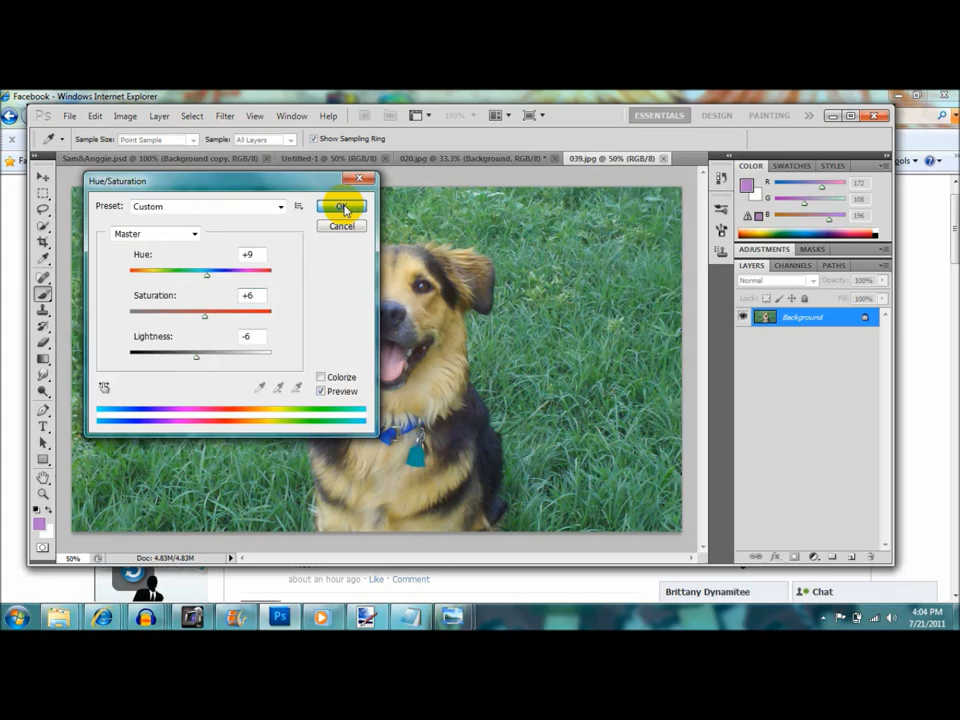 Facebook - Windows Internet Explorer
Ps File Edit Image Layer Select Filter View Window Help 100% ESSENTIALS DESIGN PAINTING
Sample Size: Point Sample Sample: All Layers Show Sampling Ring
Sam&Anggie.psd @ 100% (Background copy, RGB/8) Untitled-1 @ 50% (RGB/8) 020.jpg @ 33.3% (Background, RGB/8) * 039.jpg @ 50% (RGB/8)
Hue/Saturation
Preset: Custom OK
Cancel
Master
Hue: +9
Saturation: +6
Lightness: -6
Colorize
Preview
COLOR SWATCHES STYLES
R 172
G 108
B 196
ADJUSTMENTS MASKS
LAYERS CHANNELS PATHS
Normal Opacity: 100%
Lock: Fill: 100%
Background
50% Doc: 4.83M/4.83M
about an hour ago · Like · Comment
Brittany Dynamitee Chat
Ps
4:04 PM
7/21/2011